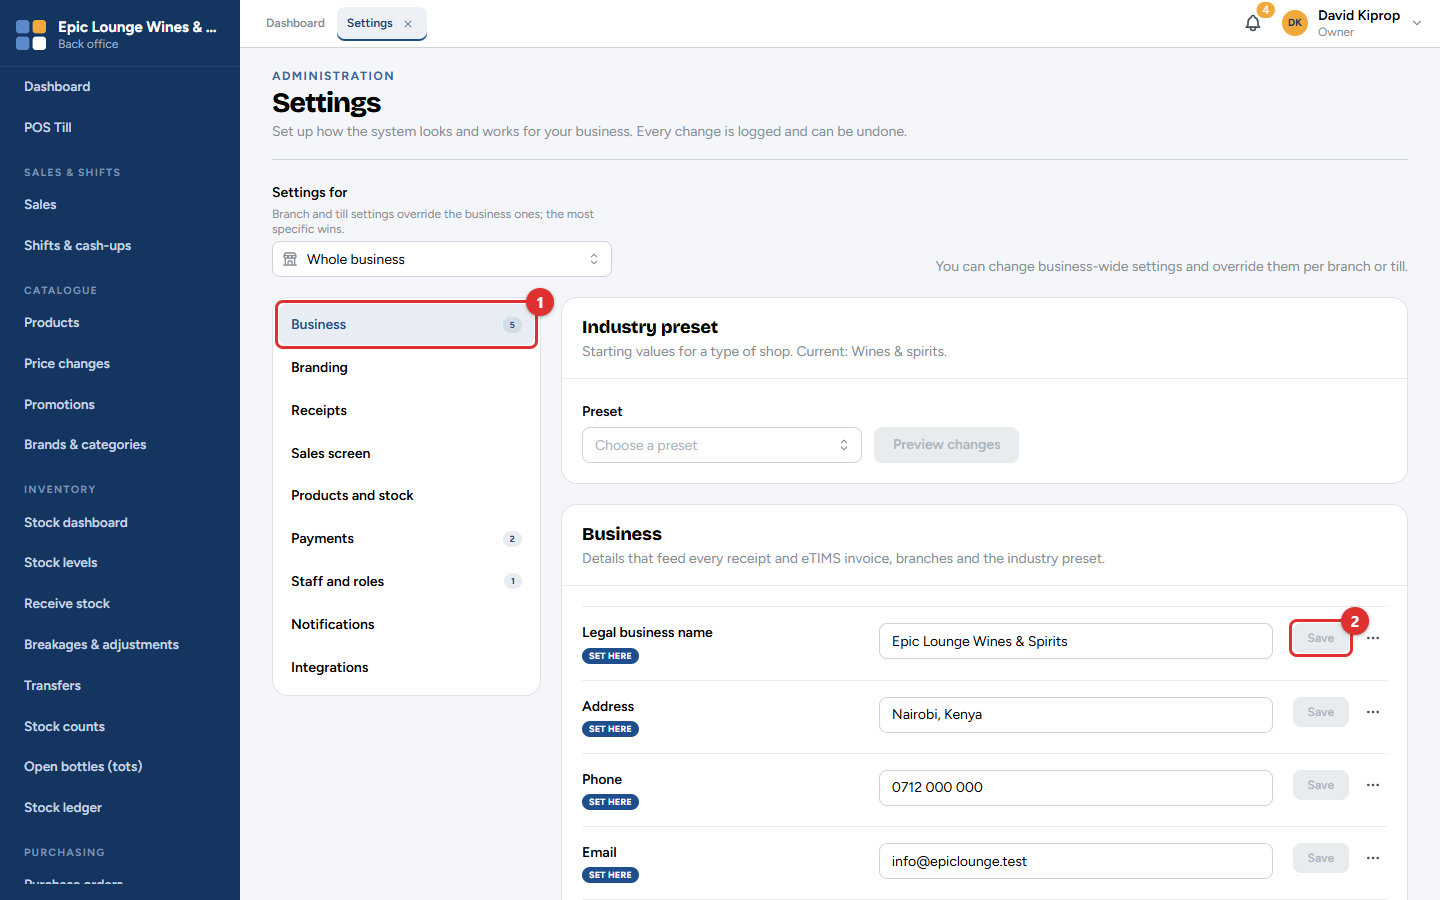 Epic Lounge Wines & ...
Back office
Dashboard
POS Till
SALES & SHIFTS
Sales
Shifts & cash-ups
CATALOGUE
Products
Price changes
Promotions
Brands & categories
INVENTORY
Stock dashboard
Stock levels
Receive stock
Breakages & adjustments
Transfers
Stock counts
Open bottles (tots)
Stock ledger
PURCHASING
Purchase orders
Dashboard
Settings
4
DK
David Kiprop
Owner
ADMINISTRATION
Settings
Set up how the system looks and works for your business. Every change is logged and can be undone.
Settings for
Branch and till settings override the business ones; the most
specific wins.
Whole business
You can change business-wide settings and override them per branch or till.
1
Business 5
Branding
Receipts
Sales screen
Products and stock
Payments 2
Staff and roles 1
Notifications
Integrations
Industry preset
Starting values for a type of shop. Current: Wines & spirits.
Preset
Choose a preset
Preview changes
Business
Details that feed every receipt and eTIMS invoice, branches and the industry preset.
2
Legal business name
SET HERE
Epic Lounge Wines & Spirits
Save
Address
SET HERE
Nairobi, Kenya
Save
Phone
SET HERE
0712 000 000
Save
Email
SET HERE
info@epiclounge.test
Save